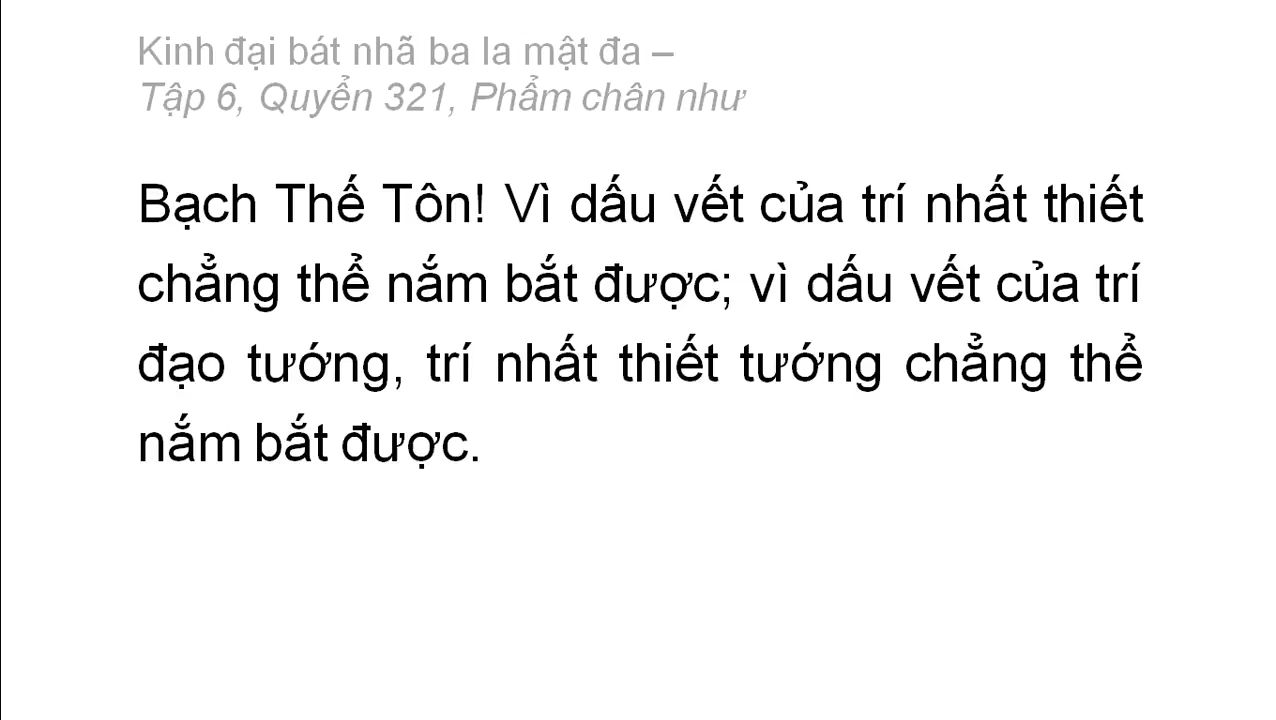 Kinh đại bát nhã ba la mật đa –
Tập 6, Quyển 321, Phẩm chân như
Bạch Thế Tôn! Vì dấu vết của trí nhất thiết
chẳng thể nắm bắt được; vì dấu vết của trí
đạo tướng, trí nhất thiết tướng chẳng thể
nắm bắt được.